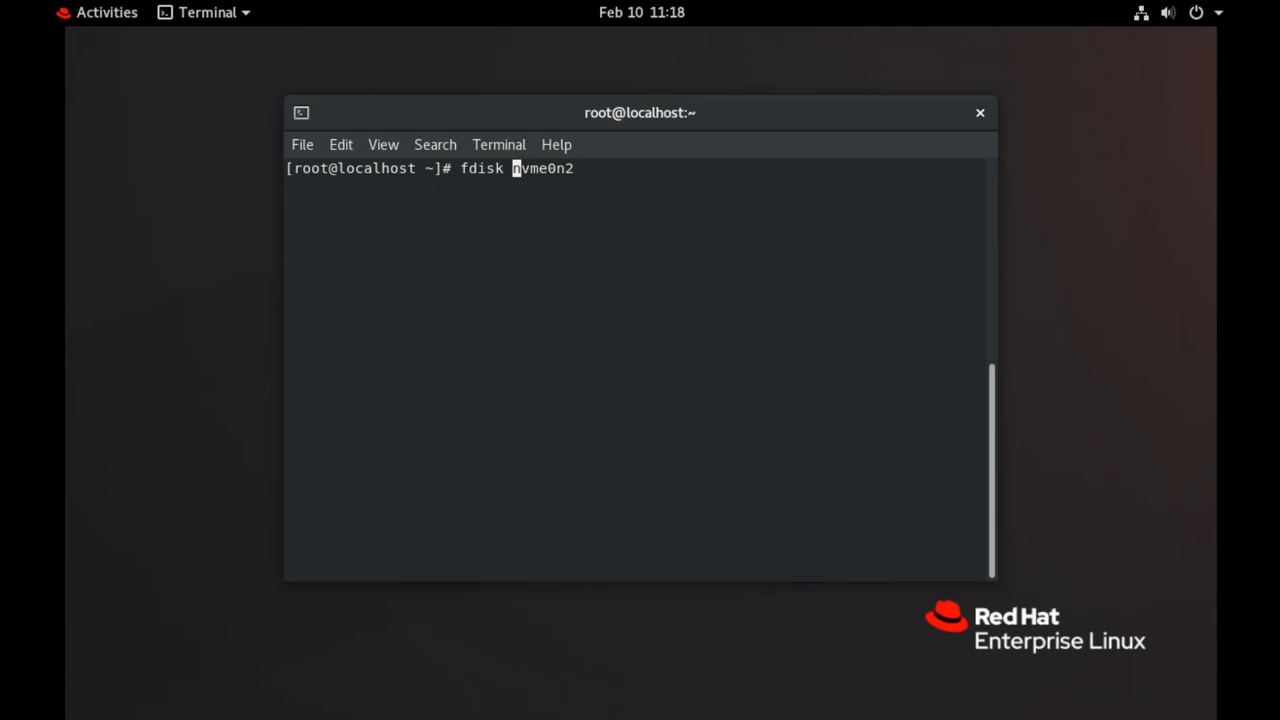 Activities Terminal Feb 10 11:18
root@localhost:~
File Edit View Search Terminal Help
[root@localhost ~]# fdisk nvme0n2
Red Hat
Enterprise Linux